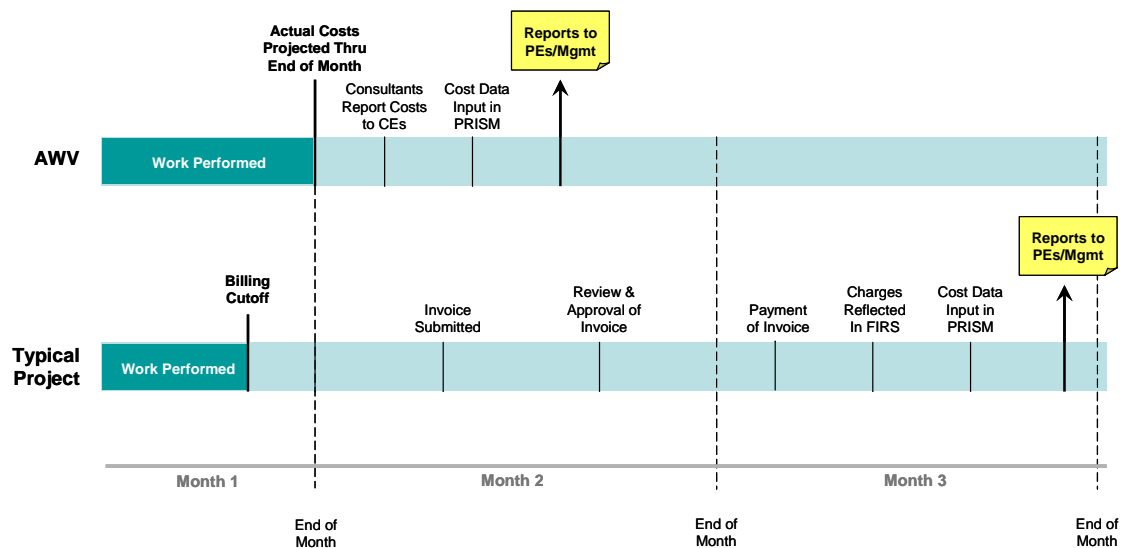 Actual Costs
Projected Thru
End of Month
Reports to
PEs/Mgmt
Consultants
Report Costs
to CEs
Cost Data
Input in
PRISM
AWV
Work Performed
Reports to
PEs/Mgmt
Billing
Cutoff
Invoice
Submitted
Review &
Approval of
Invoice
Payment
of Invoice
Charges
Reflected
In FIRS
Cost Data
Input in
PRISM
Typical
Project
Work Performed
Month 1
Month 2
Month 3
End of
Month
End of
Month
End of
Month